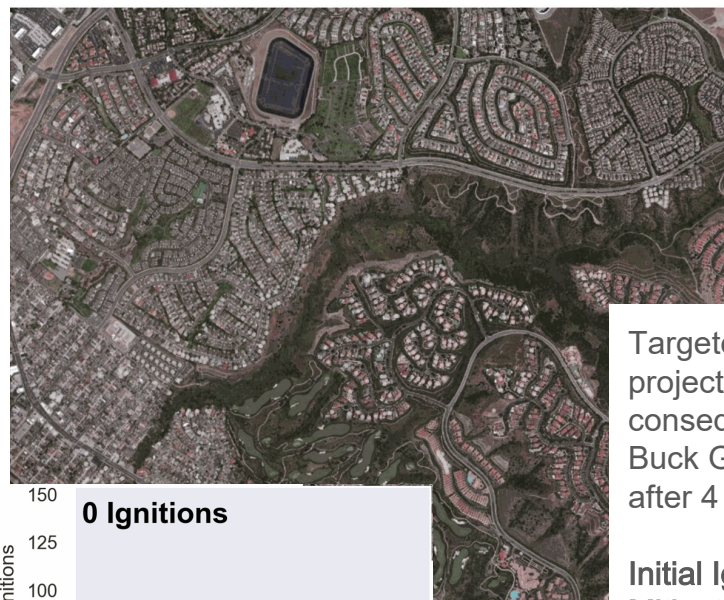 Targete
project
consec
Buck G
after 4
Initial Ig
150
0 Ignitions
125
nitions
100